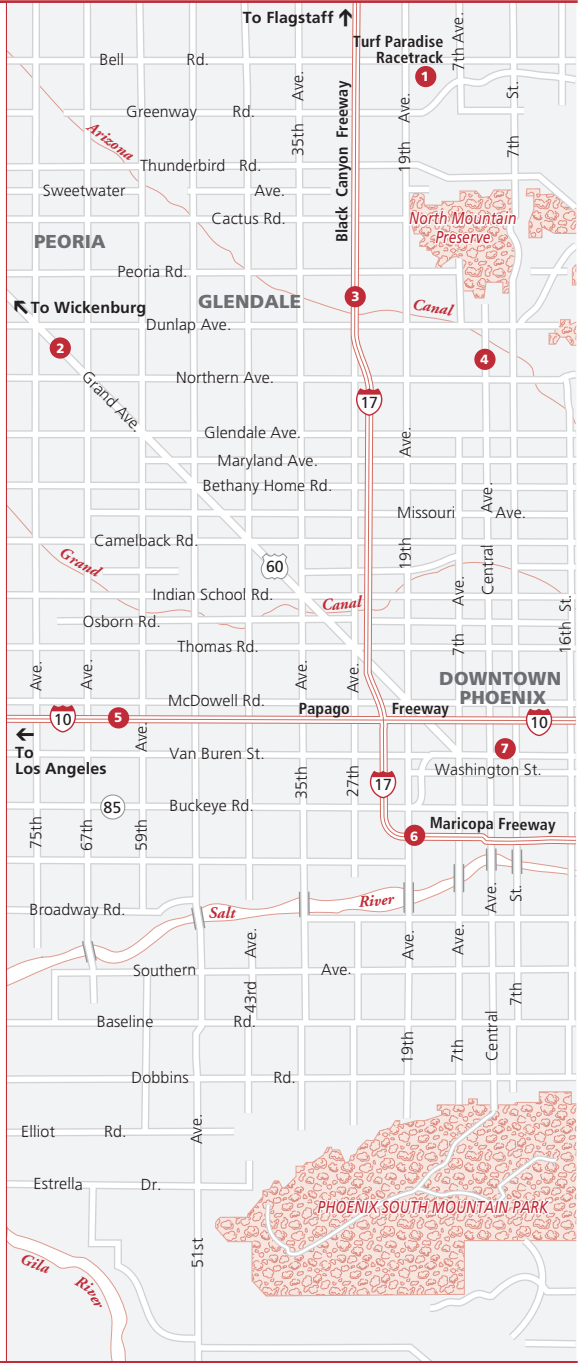 To Flagstaff
Turf Paradise
Racetrack
1
7th Ave.
Bell Rd.
Greenway Rd.
35th Ave.
Black Canyon Freeway
19th Ave.
7th St.
Arizona
Thunderbird Rd.
Sweetwater Ave.
Cactus Rd.
North Mountain
Preserve
PEORIA
Peoria Rd.
To Wickenburg
GLENDALE
3
Canal
Dunlap Ave.
2
4
Grand Ave.
Northern Ave.
17
Glendale Ave.
Maryland Ave.
Bethany Home Rd.
19th Ave.
Missouri Ave.
Central Ave.
Camelback Rd.
Grand
60
Indian School Rd.
Canal
7th Ave.
16th St.
Osborn Rd.
Thomas Rd.
DOWNTOWN
PHOENIX
McDowell Rd.
10
5
Papago Freeway
10
To
Los Angeles
75th Ave.
67th Ave.
59th Ave.
35th Ave.
27th Ave.
Van Buren St.
7
Washington St.
17
85
Buckeye Rd.
6
Maricopa Freeway
Broadway Rd.
Salt River
Southern Ave.
43rd Ave.
19th Ave.
7th Ave.
Central Ave.
7th St.
Baseline Rd.
Dobbins Rd.
Elliot Rd.
51st Ave.
Estrella Dr.
PHOENIX SOUTH MOUNTAIN PARK
Gila
River